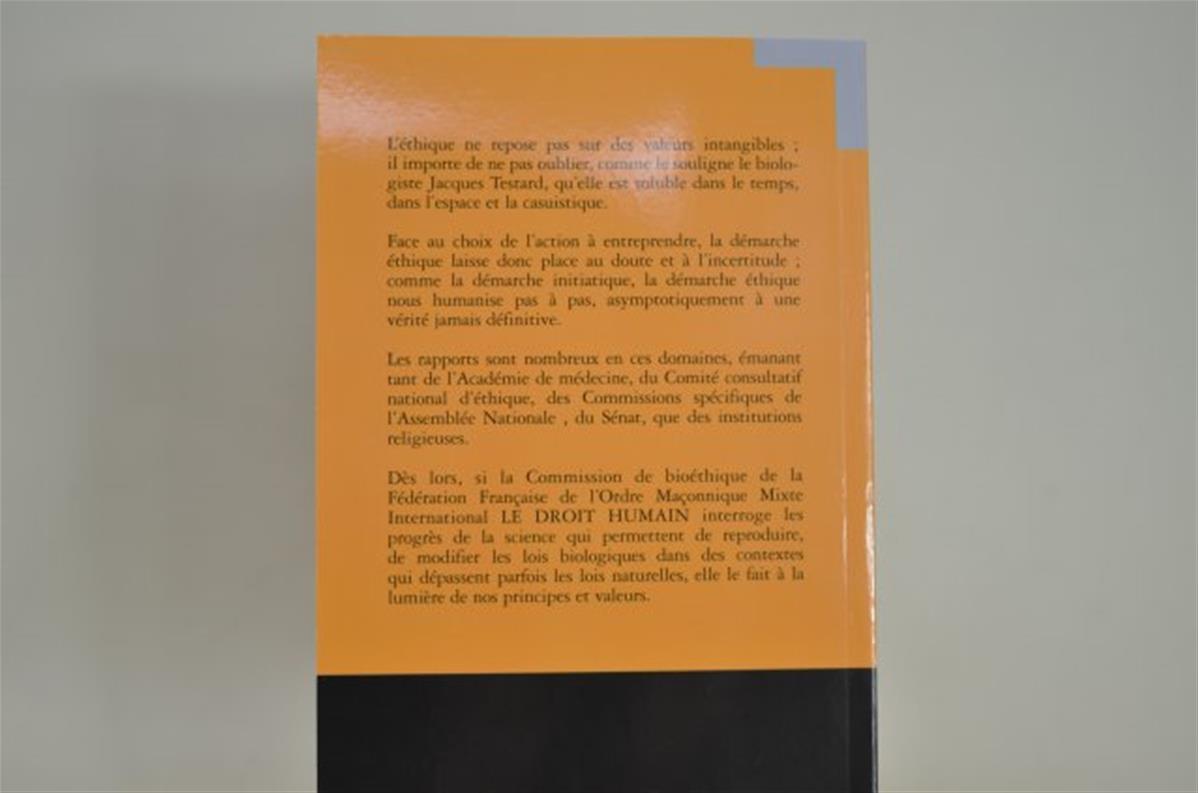 L'éthique ne repose pas sur des valeurs intangibles ;
il importe de ne pas oublier, comme le souligne le biolo-
giste Jacques Testard, qu'elle est soluble dans le temps,
dans l'espace et la casuistique.
Face au choix de l'action à entreprendre, la démarche
éthique laisse donc place au doute et à l'incertitude ;
comme la démarche initiatique, la démarche éthique
nous humanise pas à pas, asymptotiquement à une
vérité jamais définitive.
Les rapports sont nombreux en ces domaines, émanant
tant de l'Académie de médecine, du Comité consultatif
national d'éthique, des Commissions spécifiques de
l'Assemblée Nationale , du Sénat, que des institutions
religieuses.
Dès lors, si la Commission de bioéthique de la
Fédération Française de l'Ordre Maçonnique Mixte
International LE DROIT HUMAIN interroge les
progrès de la science qui permettent de reproduire,
de modifier les lois biologiques dans des contextes
qui dépassent parfois les lois naturelles, elle le fait à la
lumière de nos principes et valeurs.